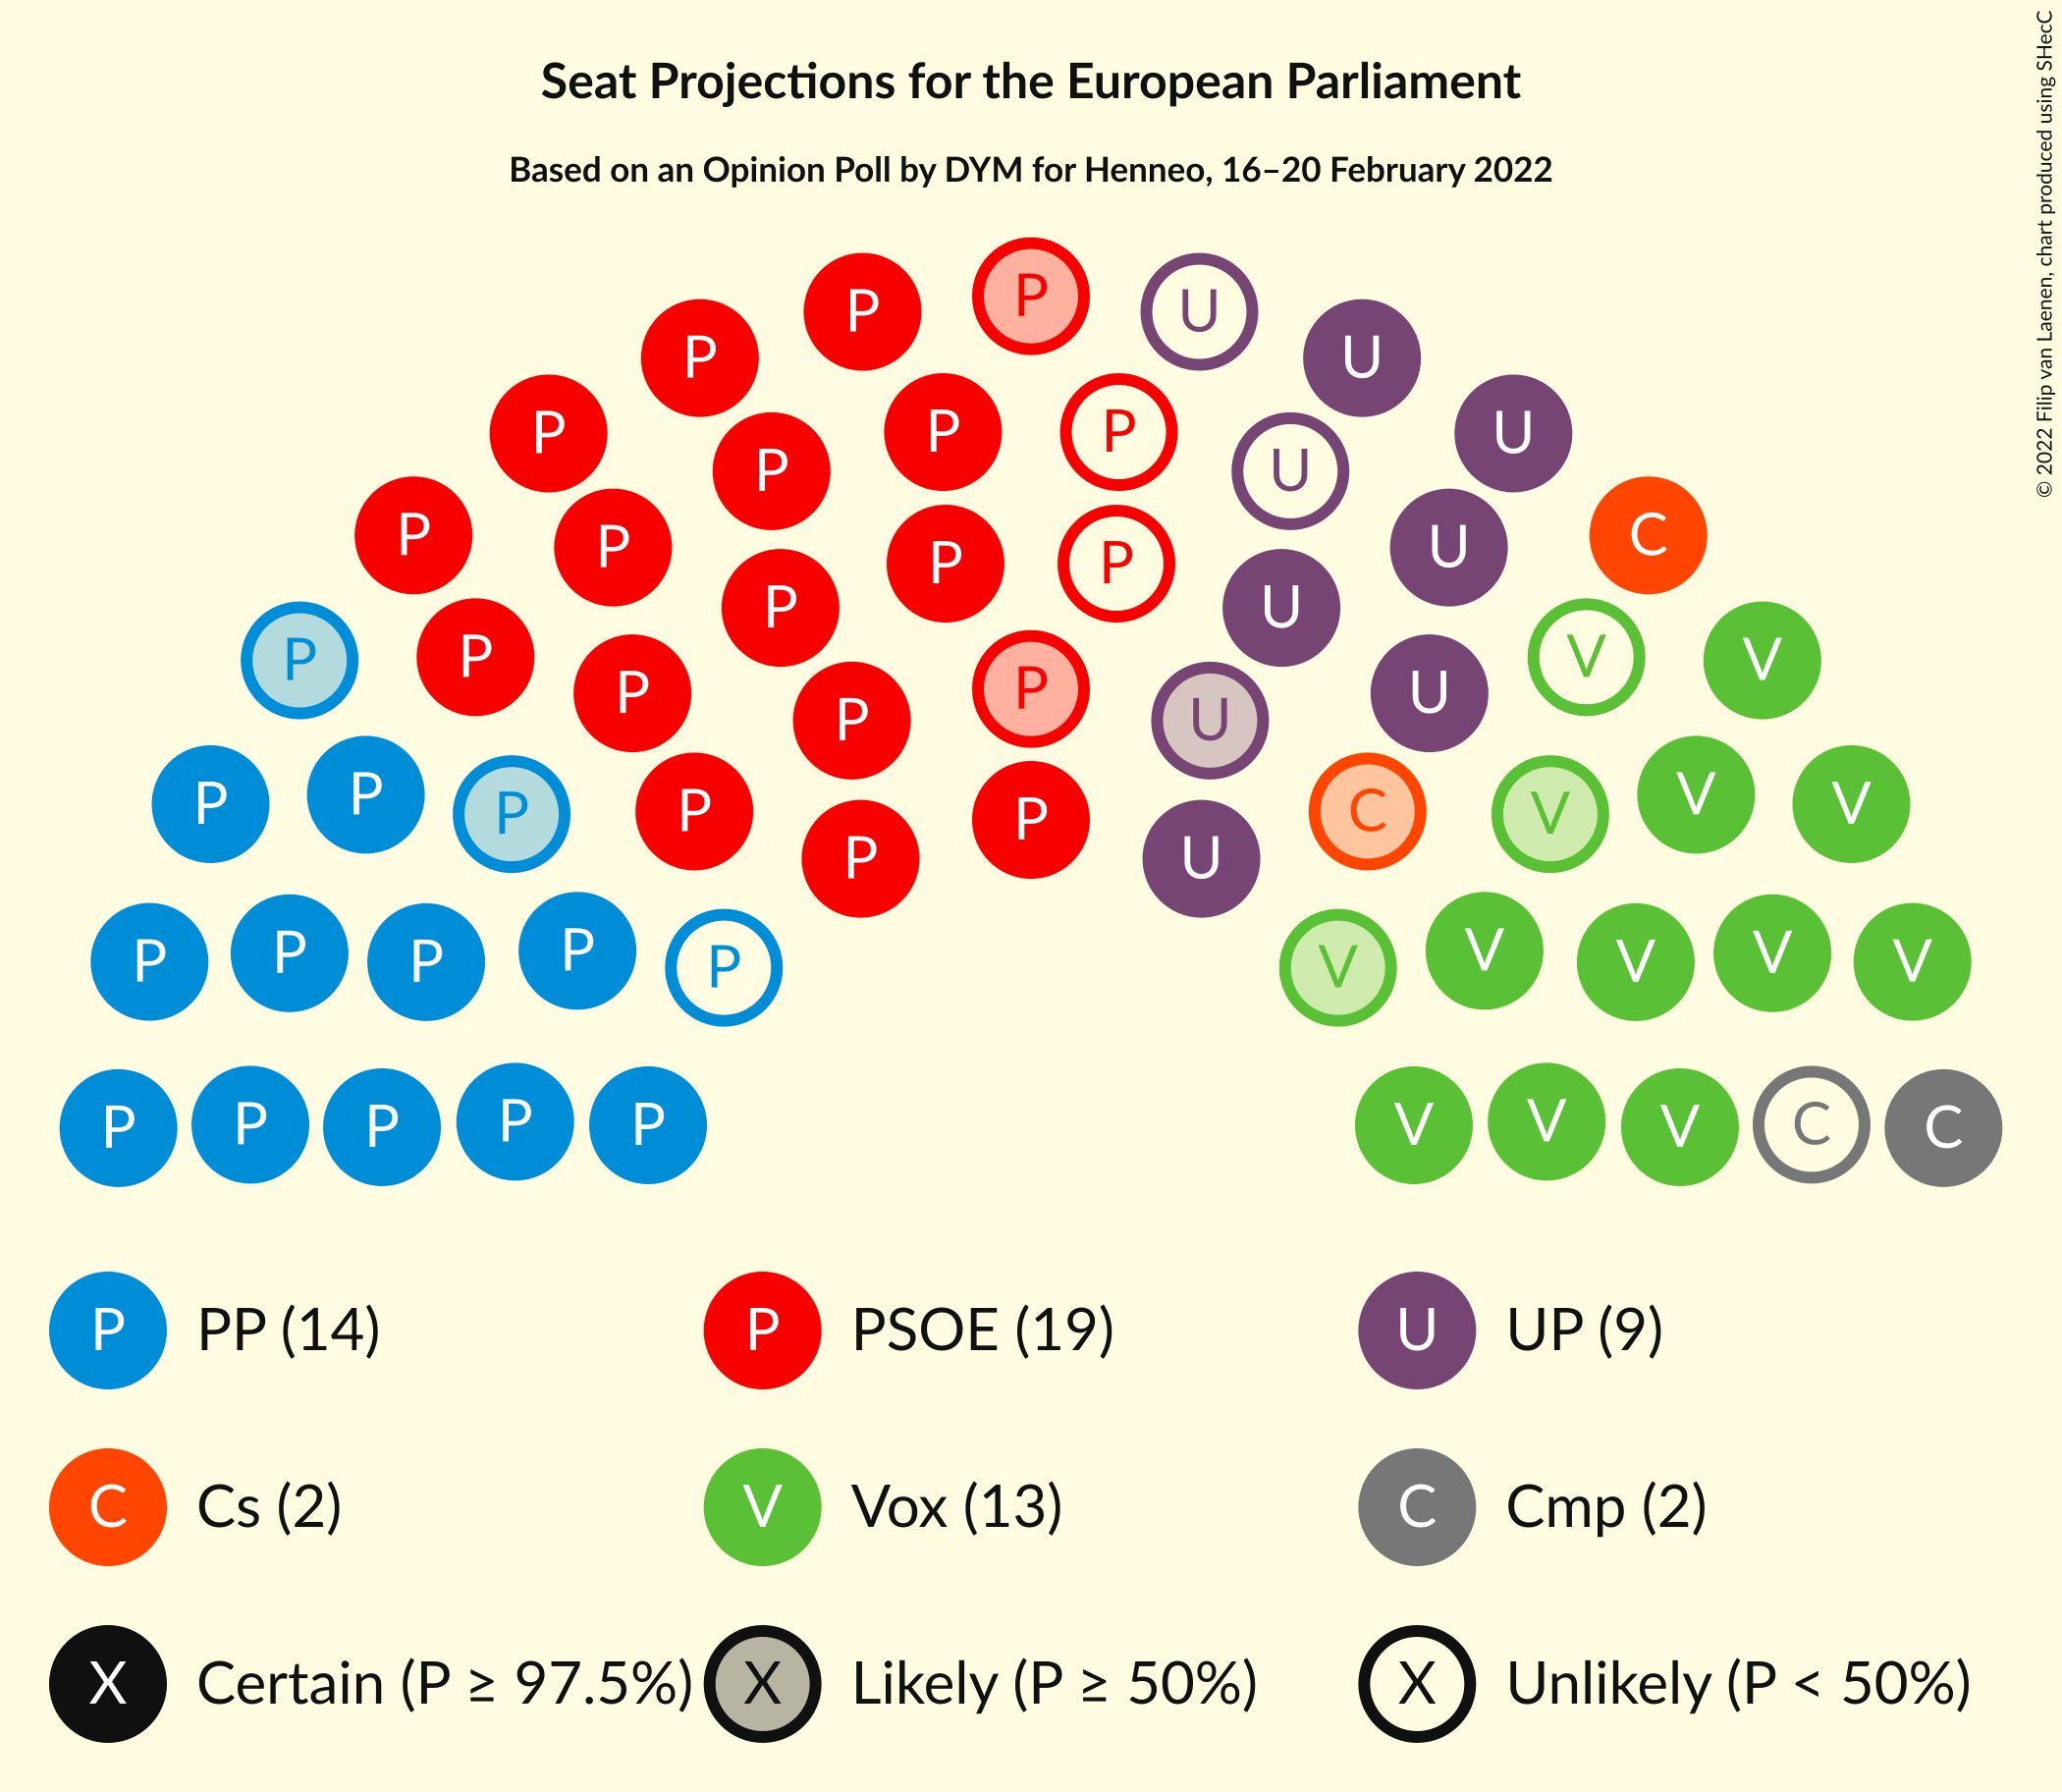 Seat Projections for the European Parliament
Based on an Opinion Poll by DYM for Henneo, 16–20 February 2022
© 2022 Filip van Laenen, chart produced using SHecC
P P P U U
P P P U U
P P P U C
P P P P U U
P P P U V V
P P P P U U
P P P P P C V V V
P U
P P P P P V V V V V
P P P P P V V V C C
P PP (14) P PSOE (19) U UP (9)
C Cs (2) V Vox (13) C Cmp (2)
X Certain (P ≥ 97.5%) X Likely (P ≥ 50%) X Unlikely (P < 50%)